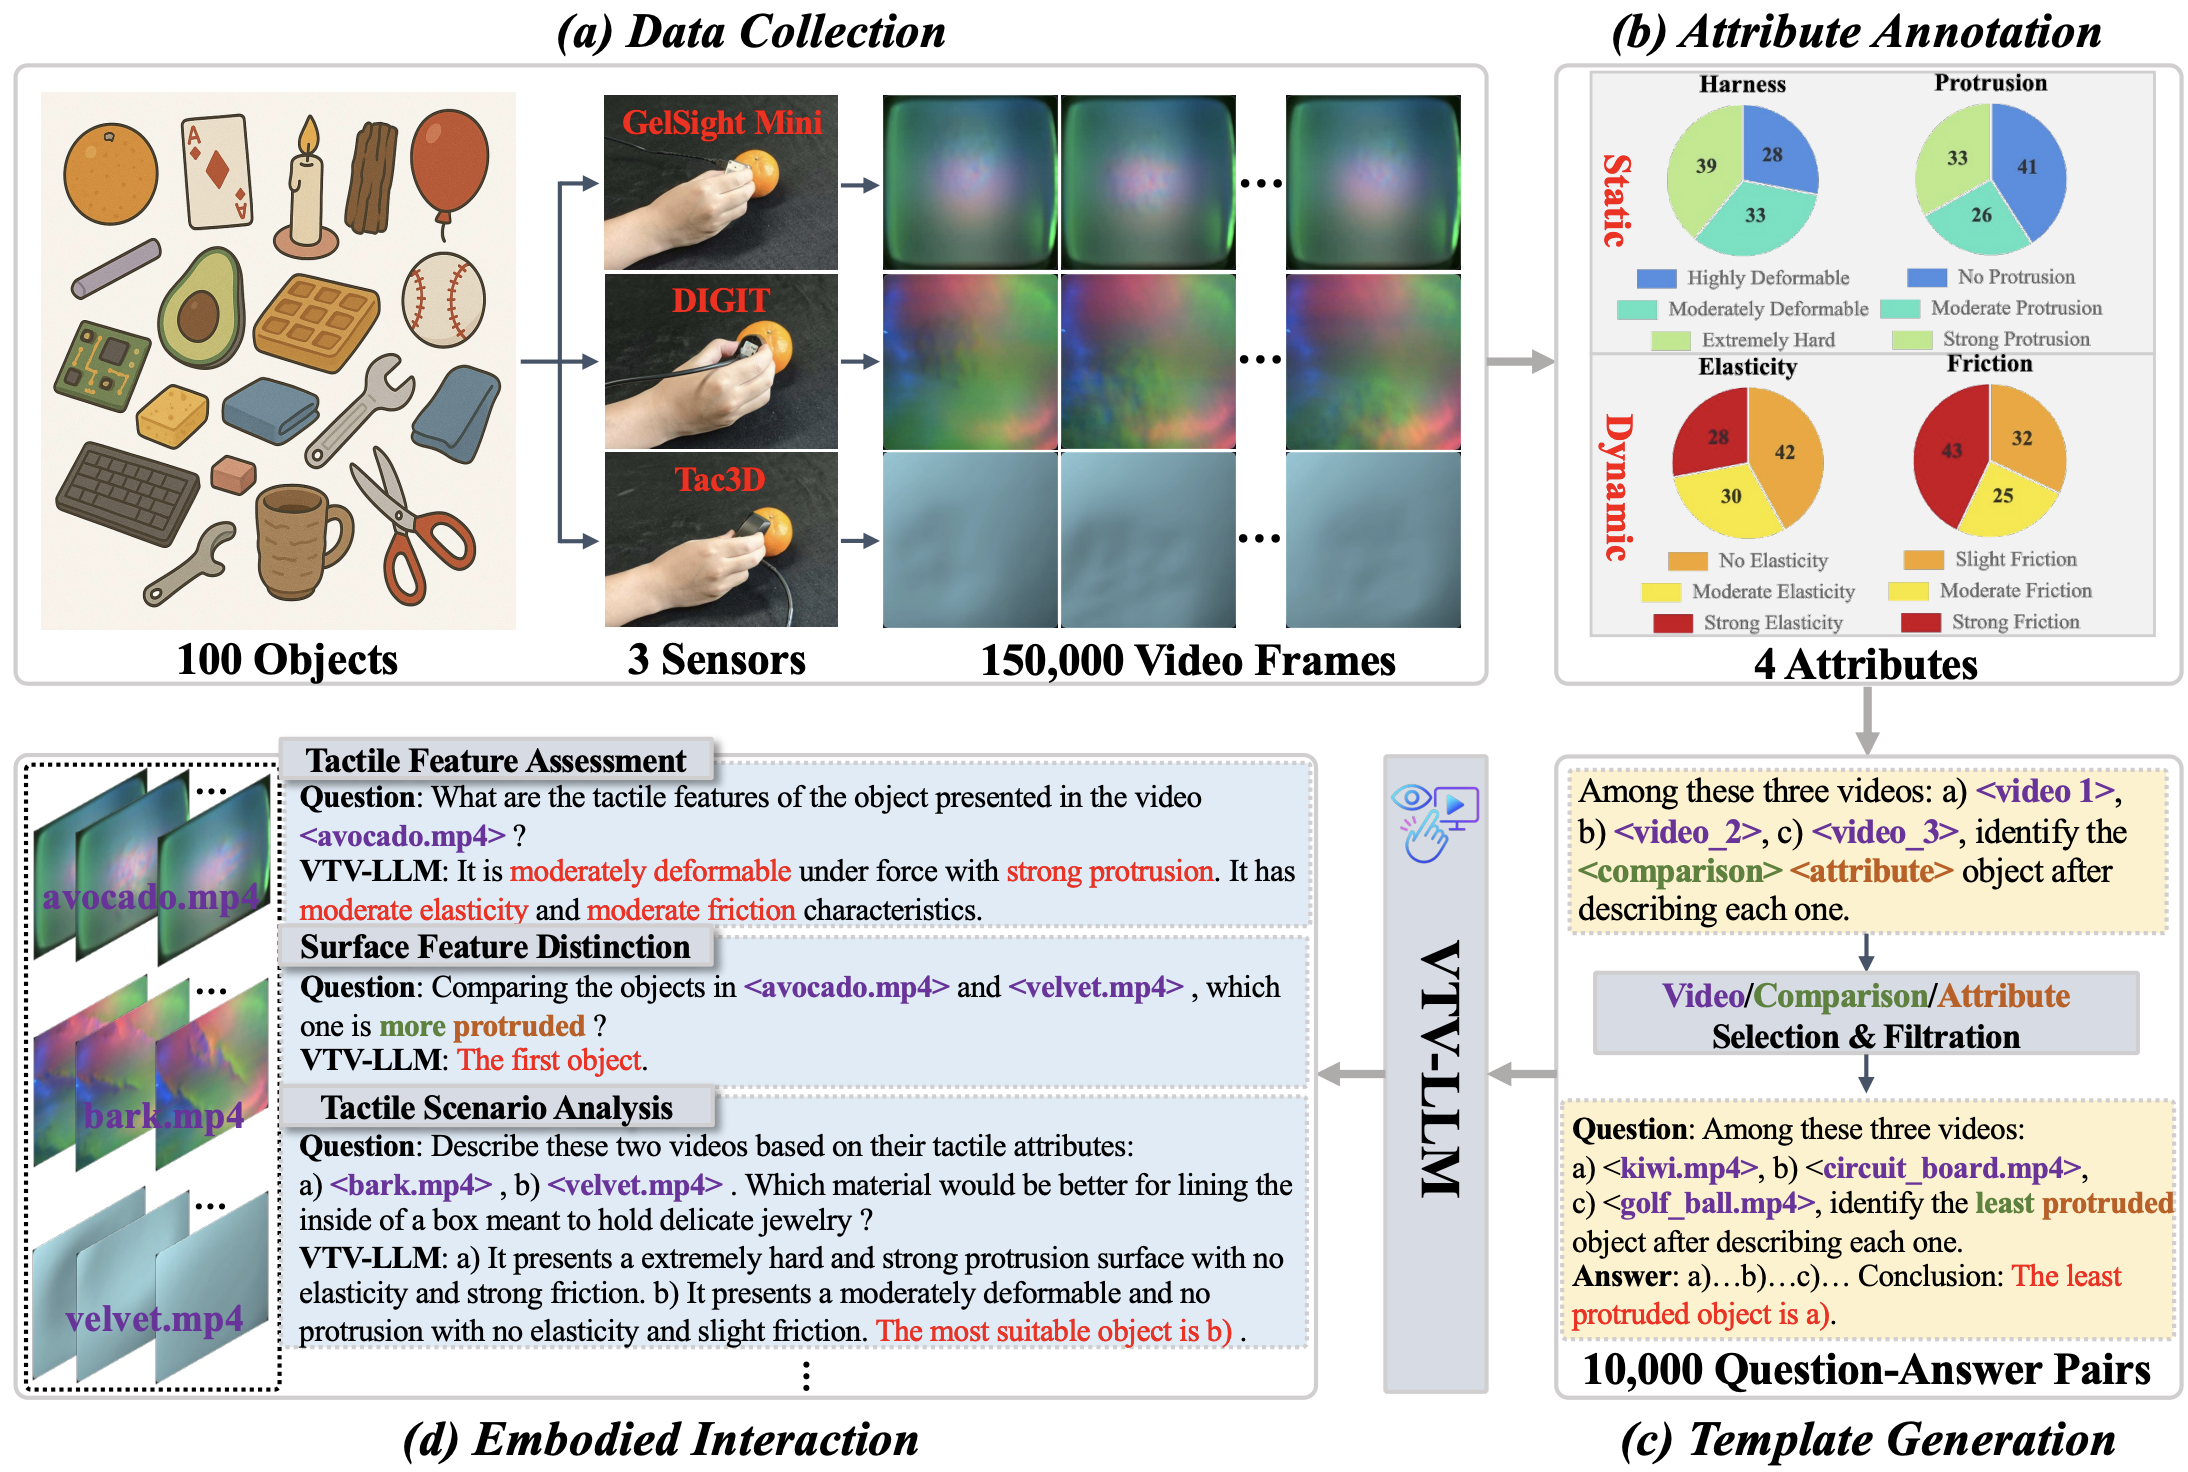 (a) Data Collection
A
A
GelSight Mini
DIGIT
Tac3D
100 Objects
3 Sensors
150,000 Video Frames
(b) Attribute Annotation
Static
Harness
39
28
33
Highly Deformable
Moderately Deformable
Extremely Hard
Protrusion
33
41
26
No Protrusion
Moderate Protrusion
Strong Protrusion
Dynamic
Elasticity
28
42
30
No Elasticity
Moderate Elasticity
Strong Elasticity
Friction
43
32
25
Slight Friction
Moderate Friction
Strong Friction
4 Attributes
Among these three videos: a) <video 1>,
b) <video_2>, c) <video_3>, identify the
<comparison> <attribute> object after
describing each one.
Video/Comparison/Attribute
Selection & Filtration
Question: Among these three videos:
a) <kiwi.mp4>, b) <circuit_board.mp4>,
c) <golf_ball.mp4>, identify the least protruded
object after describing each one.
Answer: a)…b)…c)… Conclusion: The least
protruded object is a).
10,000 Question-Answer Pairs
(c) Template Generation
VTV-LLM
avocado.mp4
bark.mp4
velvet.mp4
Tactile Feature Assessment
Question: What are the tactile features of the object presented in the video
<avocado.mp4> ?
VTV-LLM: It is moderately deformable under force with strong protrusion. It has
moderate elasticity and moderate friction characteristics.
Surface Feature Distinction
Question: Comparing the objects in <avocado.mp4> and <velvet.mp4> , which
one is more protruded ?
VTV-LLM: The first object.
Tactile Scenario Analysis
Question: Describe these two videos based on their tactile attributes:
a) <bark.mp4> , b) <velvet.mp4> . Which material would be better for lining the
inside of a box meant to hold delicate jewelry ?
VTV-LLM: a) It presents a extremely hard and strong protrusion surface with no
elasticity and strong friction. b) It presents a moderately deformable and no
protrusion with no elasticity and slight friction. The most suitable object is b) .
(d) Embodied Interaction